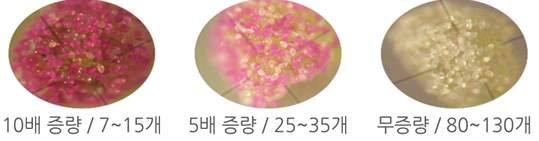 10배 증량 / 7~15개
5배 증량 / 25~35개
무증량 / 80~130개